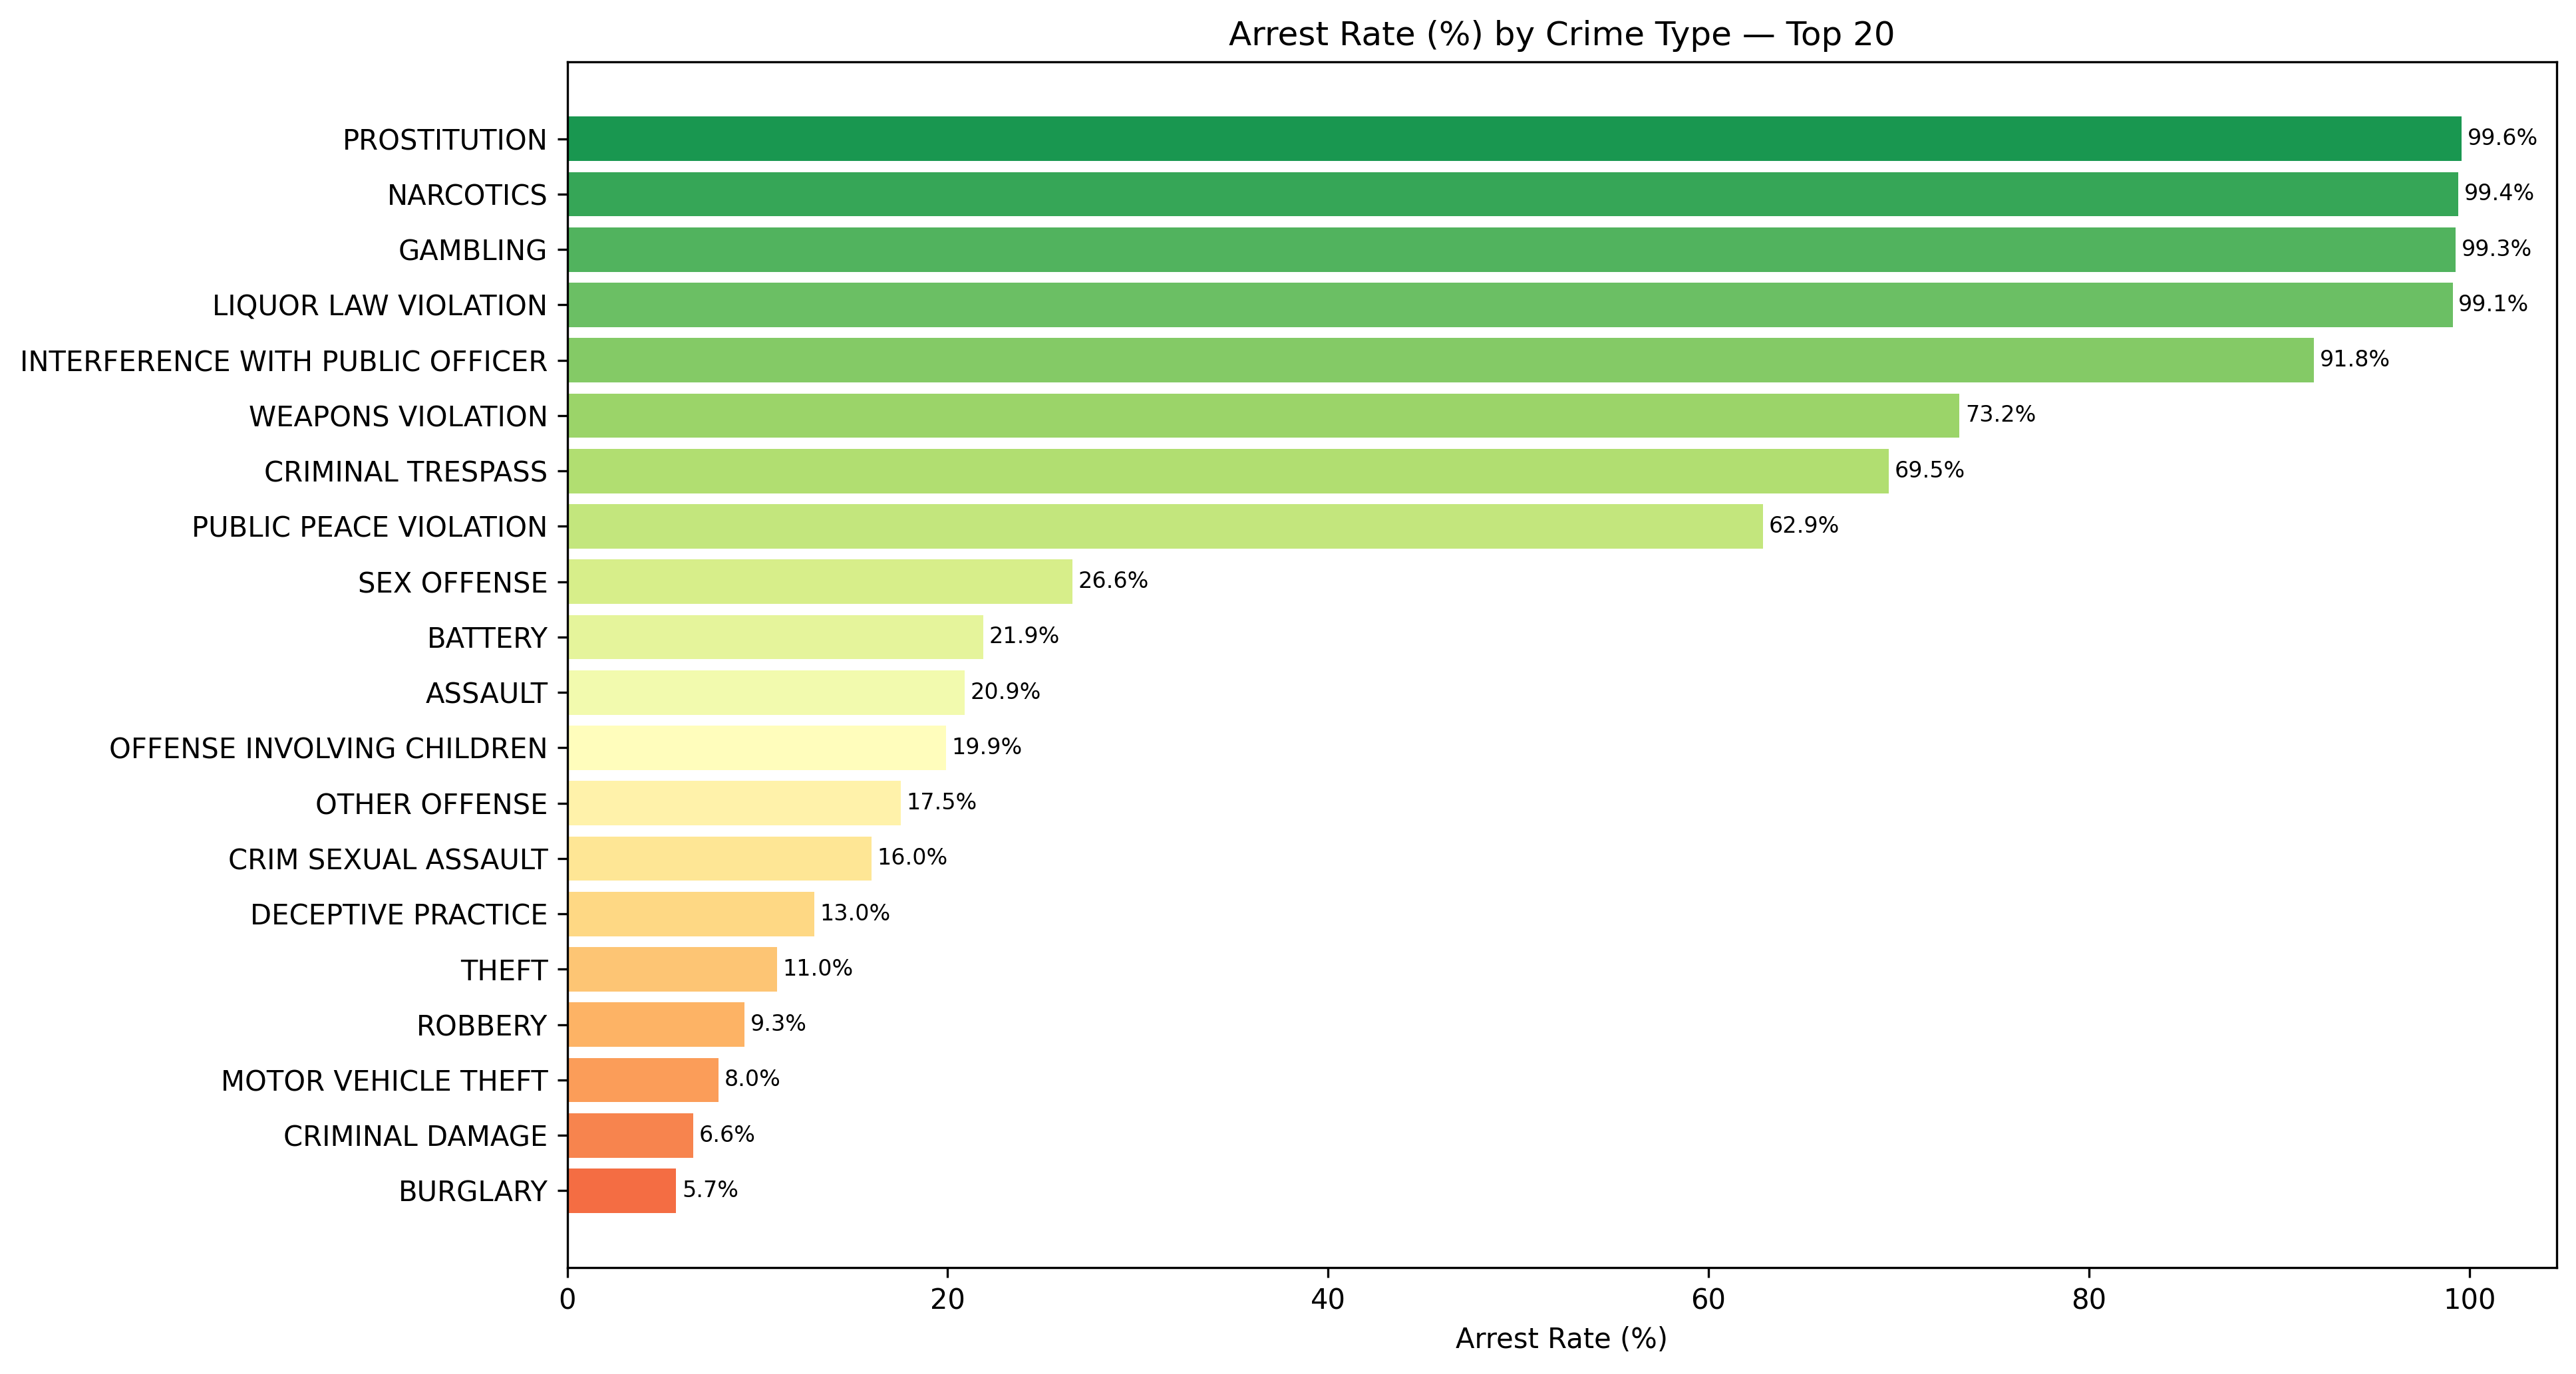 Arrest Rate (%) by Crime Type — Top 20
PROSTITUTION 99.6%
NARCOTICS 99.4%
GAMBLING 99.3%
LIQUOR LAW VIOLATION 99.1%
INTERFERENCE WITH PUBLIC OFFICER 91.8%
WEAPONS VIOLATION 73.2%
CRIMINAL TRESPASS 69.5%
PUBLIC PEACE VIOLATION 62.9%
SEX OFFENSE 26.6%
BATTERY 21.9%
ASSAULT 20.9%
OFFENSE INVOLVING CHILDREN 19.9%
OTHER OFFENSE 17.5%
CRIM SEXUAL ASSAULT 16.0%
DECEPTIVE PRACTICE 13.0%
THEFT 11.0%
ROBBERY 9.3%
MOTOR VEHICLE THEFT 8.0%
CRIMINAL DAMAGE 6.6%
BURGLARY 5.7%
0 20 40 60 80 100
Arrest Rate (%)